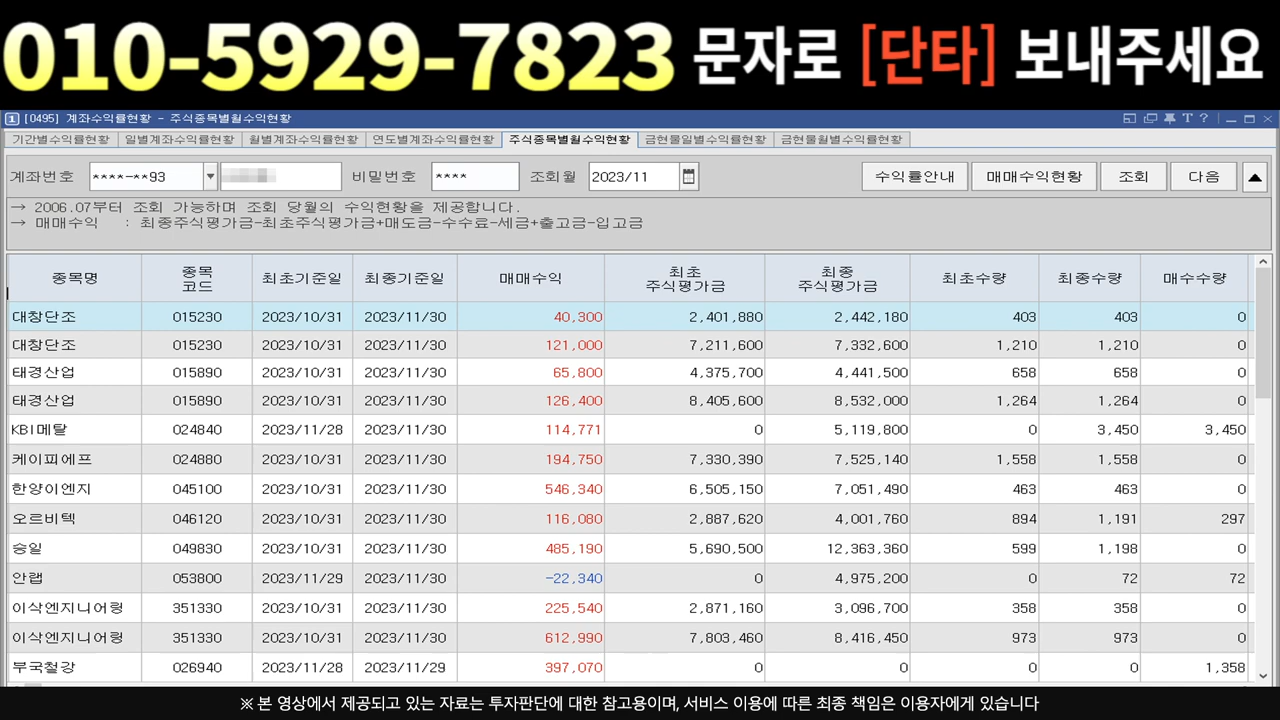 010-5929-7823 문자로 [단타] 보내주세요
1 [0495] 계좌수익률현황 - 주식종목별월수익현황
기간별수익률현황 일별계좌수익률현황 월별계좌수익률현황 연도별계좌수익률현황 주식종목별월수익현황 금현물일별수익률현황 금현물월별수익률현황
계좌번호 ****-**93 비밀번호 **** 조회월 2023/11 수익률안내 매매수익현황 조회 다음
→ 2006.07부터 조회 가능하며 조회 당월의 수익현황을 제공합니다.
→ 매매수익 : 최종주식평가금-최초주식평가금+매도금-수수료-세금+출고금-입고금
종목명 종목코드 최초기준일 최종기준일 매매수익 최초주식평가금 최종주식평가금 최초수량 최종수량 매수수량
대창단조 015230 2023/10/31 2023/11/30 40,300 2,401,880 2,442,180 403 403 0
대창단조 015230 2023/10/31 2023/11/30 121,000 7,211,600 7,332,600 1,210 1,210 0
태경산업 015890 2023/10/31 2023/11/30 65,800 4,375,700 4,441,500 658 658 0
태경산업 015890 2023/10/31 2023/11/30 126,400 8,405,600 8,532,000 1,264 1,264 0
KBI메탈 024840 2023/11/28 2023/11/30 114,771 0 5,119,800 0 3,450 3,450
케이피에프 024880 2023/10/31 2023/11/30 194,750 7,330,390 7,525,140 1,558 1,558 0
한양이엔지 045100 2023/10/31 2023/11/30 546,340 6,505,150 7,051,490 463 463 0
오르비텍 046120 2023/10/31 2023/11/30 116,080 2,887,620 4,001,760 894 1,191 297
승일 049830 2023/10/31 2023/11/30 485,190 5,690,500 12,363,360 599 1,198 0
안랩 053800 2023/11/29 2023/11/30 -22,340 0 4,975,200 0 72 72
이삭엔지니어링 351330 2023/10/31 2023/11/30 225,540 2,871,160 3,096,700 358 358 0
이삭엔지니어링 351330 2023/10/31 2023/11/30 612,990 7,803,460 8,416,450 973 973 0
부국철강 026940 2023/11/28 2023/11/29 397,070 0 0 0 0 1,358
※ 본 영상에서 제공되고 있는 자료는 투자판단에 대한 참고용이며, 서비스 이용에 따른 최종 책임은 이용자에게 있습니다